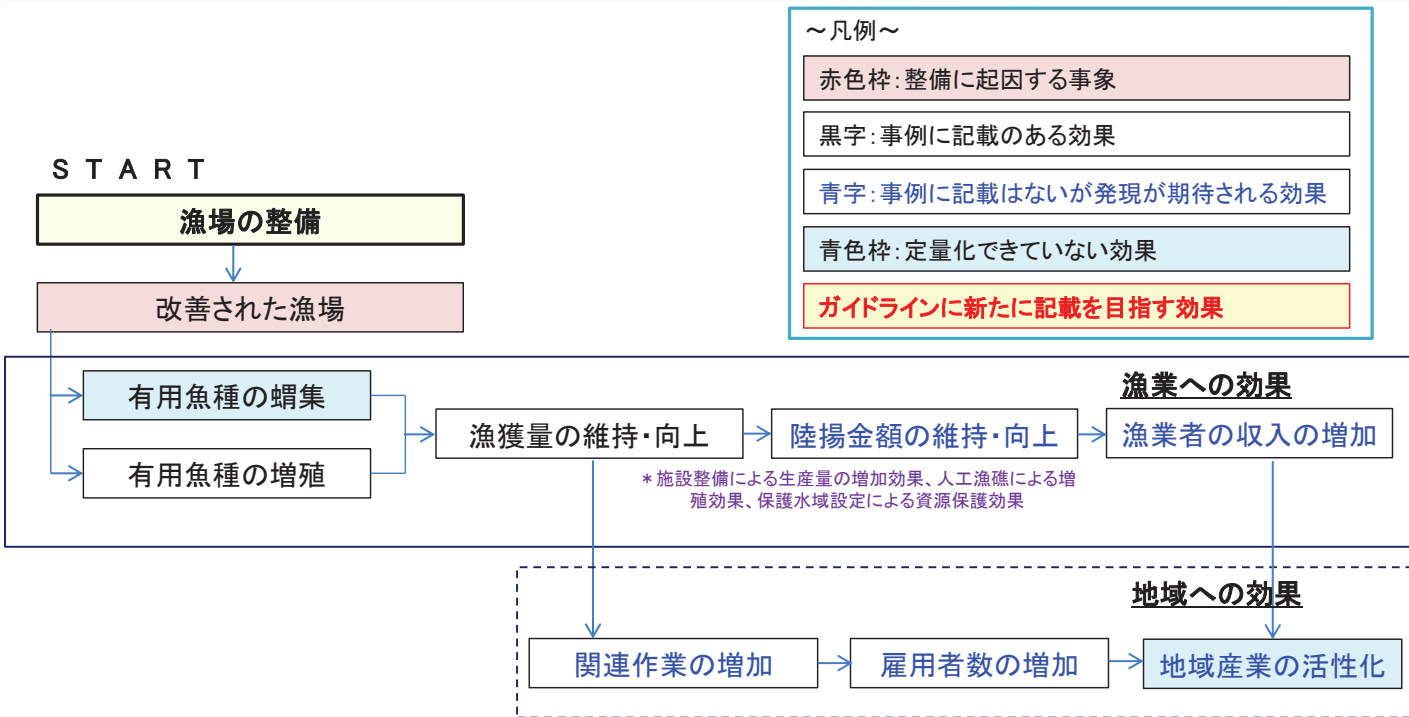 ～凡例～
赤色枠：整備に起因する事象
黒字：事例に記載のある効果
青字：事例に記載はないが発現が期待される効果
青色枠：定量化できていない効果
ガイドラインに新たに記載を目指す効果
ＳＴＡＲＴ
漁場の整備
改善された漁場
漁業への効果
有用魚種の蝟集
有用魚種の増殖
漁獲量の維持・向上
陸揚金額の維持・向上
漁業者の収入の増加
＊施設整備による生産量の増加効果、人工漁礁による増
殖効果、保護水域設定による資源保護効果
地域への効果
関連作業の増加
雇用者数の増加
地域産業の活性化